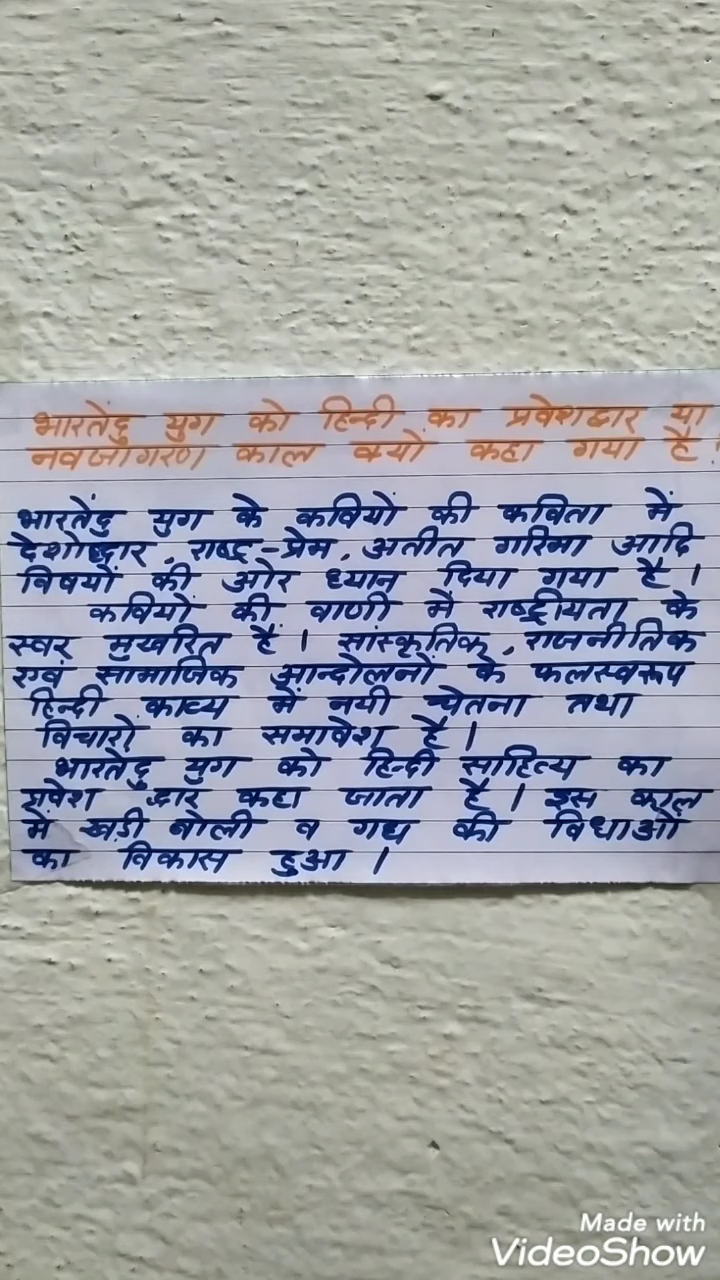 भारतेंदु युग को हिन्दी का प्रवेशद्वार या
नवजागरण काल क्यों कहा गया है?
भारतेंदु युग के कवियों की कविता में
देशोद्धार, राष्ट्र-प्रेम, अतीत गरिमा आदि
विषयों की ओर ध्यान दिया गया है।
कवियों की वाणी में राष्ट्रीयता के
स्वर मुखरित हैं। सांस्कृतिक, राजनीतिक
एवं सामाजिक आन्दोलनों के फलस्वरूप
हिन्दी काव्य में नयी चेतना तथा
विचारों का समावेश है।
भारतेंदु युग को हिन्दी साहित्य का
प्रवेश द्वार कहा जाता है। इस काल
में खड़ी बोली व गद्य की विधाओं
का विकास हुआ।
Made with
VideoShow